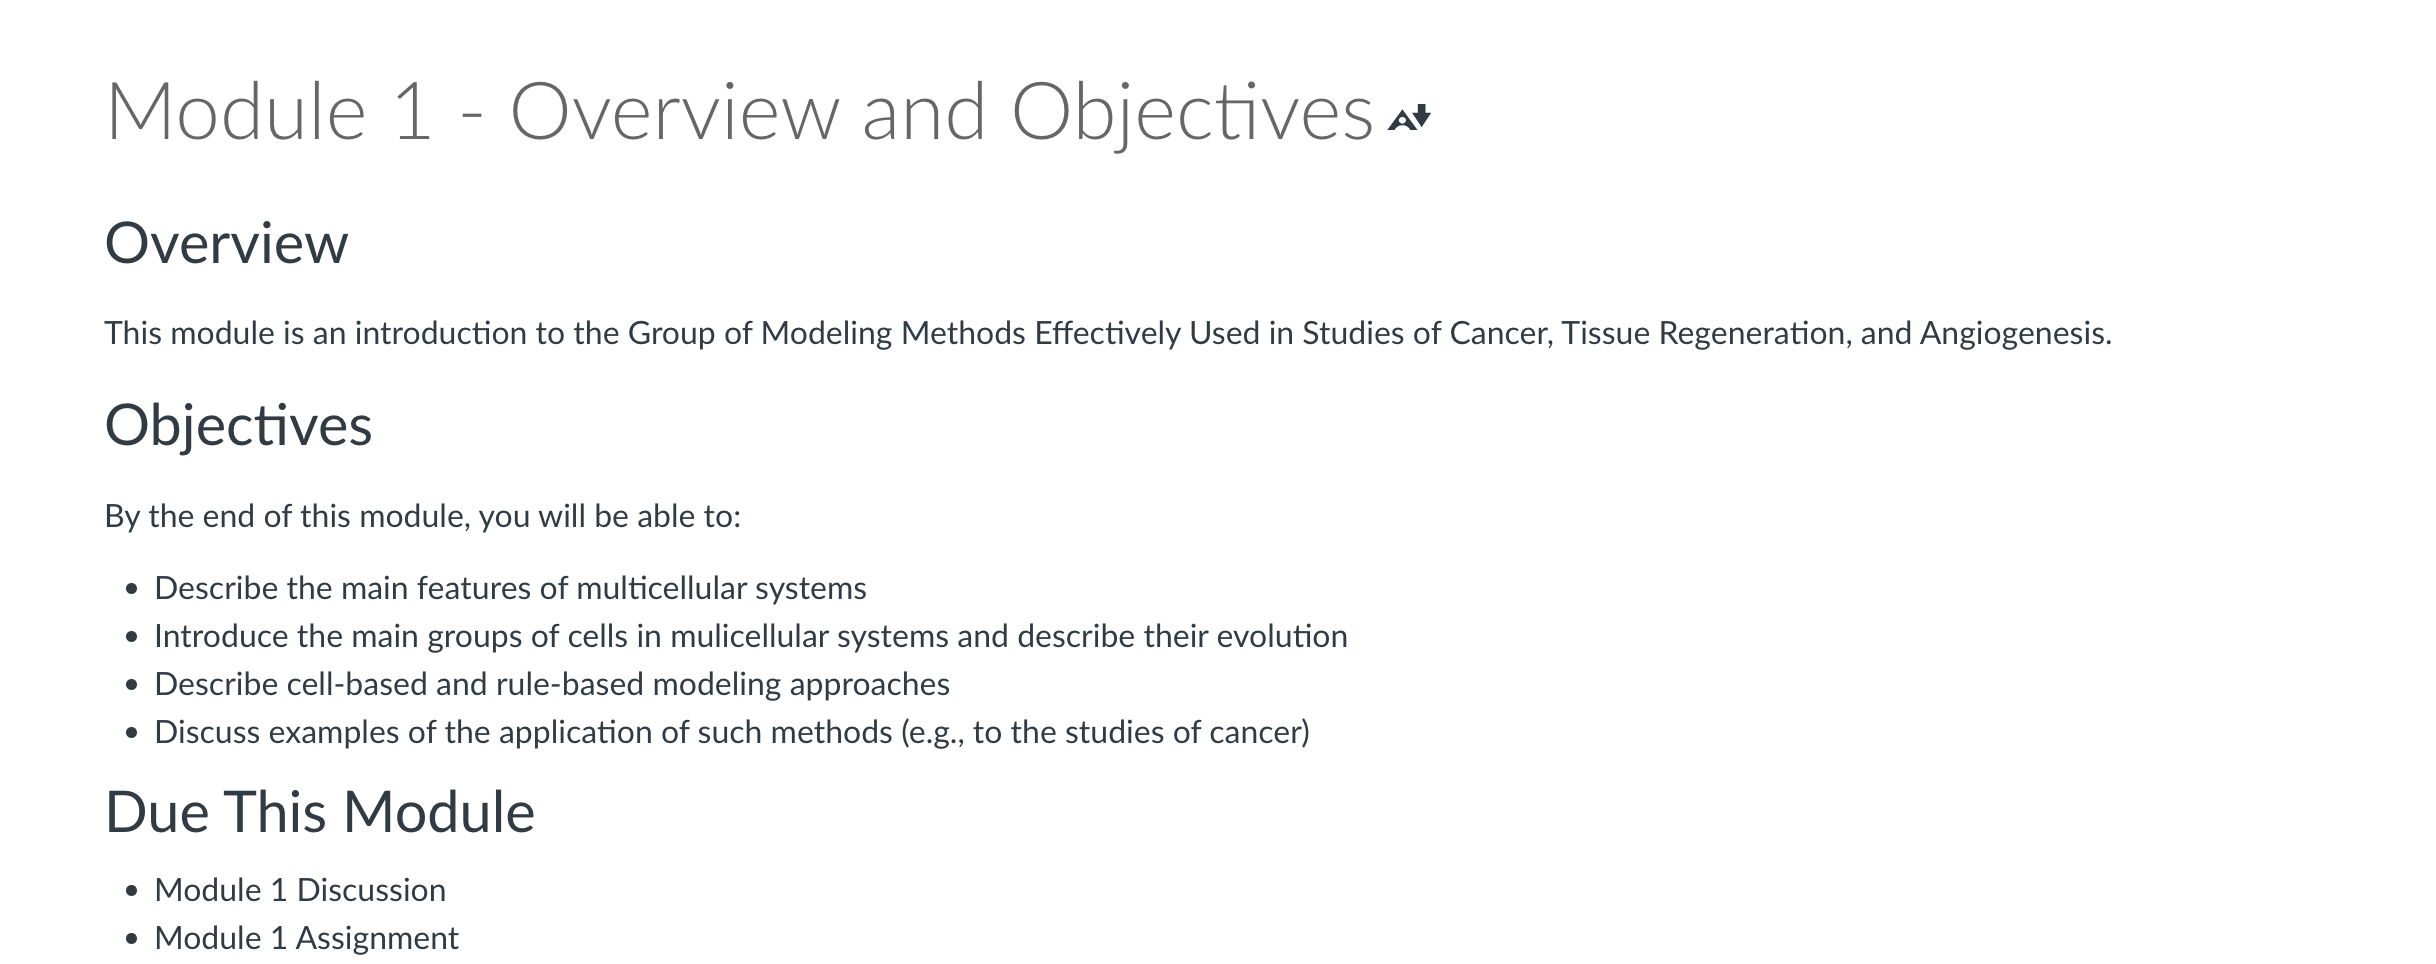 Module 1 - Overview and Objectives
Overview
This module is an introduction to the Group of Modeling Methods Effectively Used in Studies of Cancer, Tissue Regeneration, and Angiogenesis.
Objectives
By the end of this module, you will be able to:
• Describe the main features of multicellular systems
• Introduce the main groups of cells in mulicellular systems and describe their evolution
• Describe cell-based and rule-based modeling approaches
• Discuss examples of the application of such methods (e.g., to the studies of cancer)
Due This Module
• Module 1 Discussion
• Module 1 Assignment